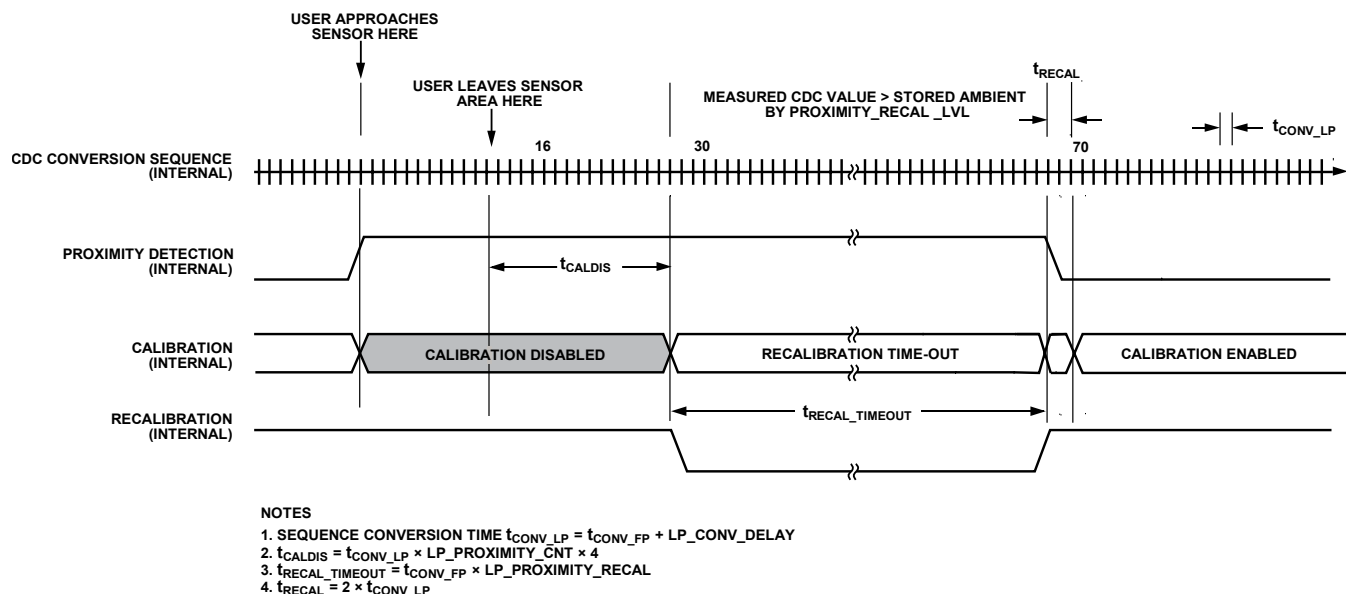 USER APPROACHES
SENSOR HERE
USER LEAVES SENSOR
AREA HERE
MEASURED CDC VALUE > STORED AMBIENT
BY PROXIMITY_RECAL _LVL
tRECAL
tCONV_LP
CDC CONVERSION SEQUENCE
(INTERNAL)
16
30
70
PROXIMITY DETECTION
(INTERNAL)
tCALDIS
CALIBRATION
(INTERNAL)
CALIBRATION DISABLED
RECALIBRATION TIME-OUT
CALIBRATION ENABLED
RECALIBRATION
(INTERNAL)
tRECAL_TIMEOUT
NOTES
1. SEQUENCE CONVERSION TIME tCONV_LP = tCONV_FP + LP_CONV_DELAY
2. tCALDIS = tCONV_LP × LP_PROXIMITY_CNT × 4
3. tRECAL_TIMEOUT = tCONV_FP × LP_PROXIMITY_RECAL
4. tRECAL = 2 × tCONV_LP